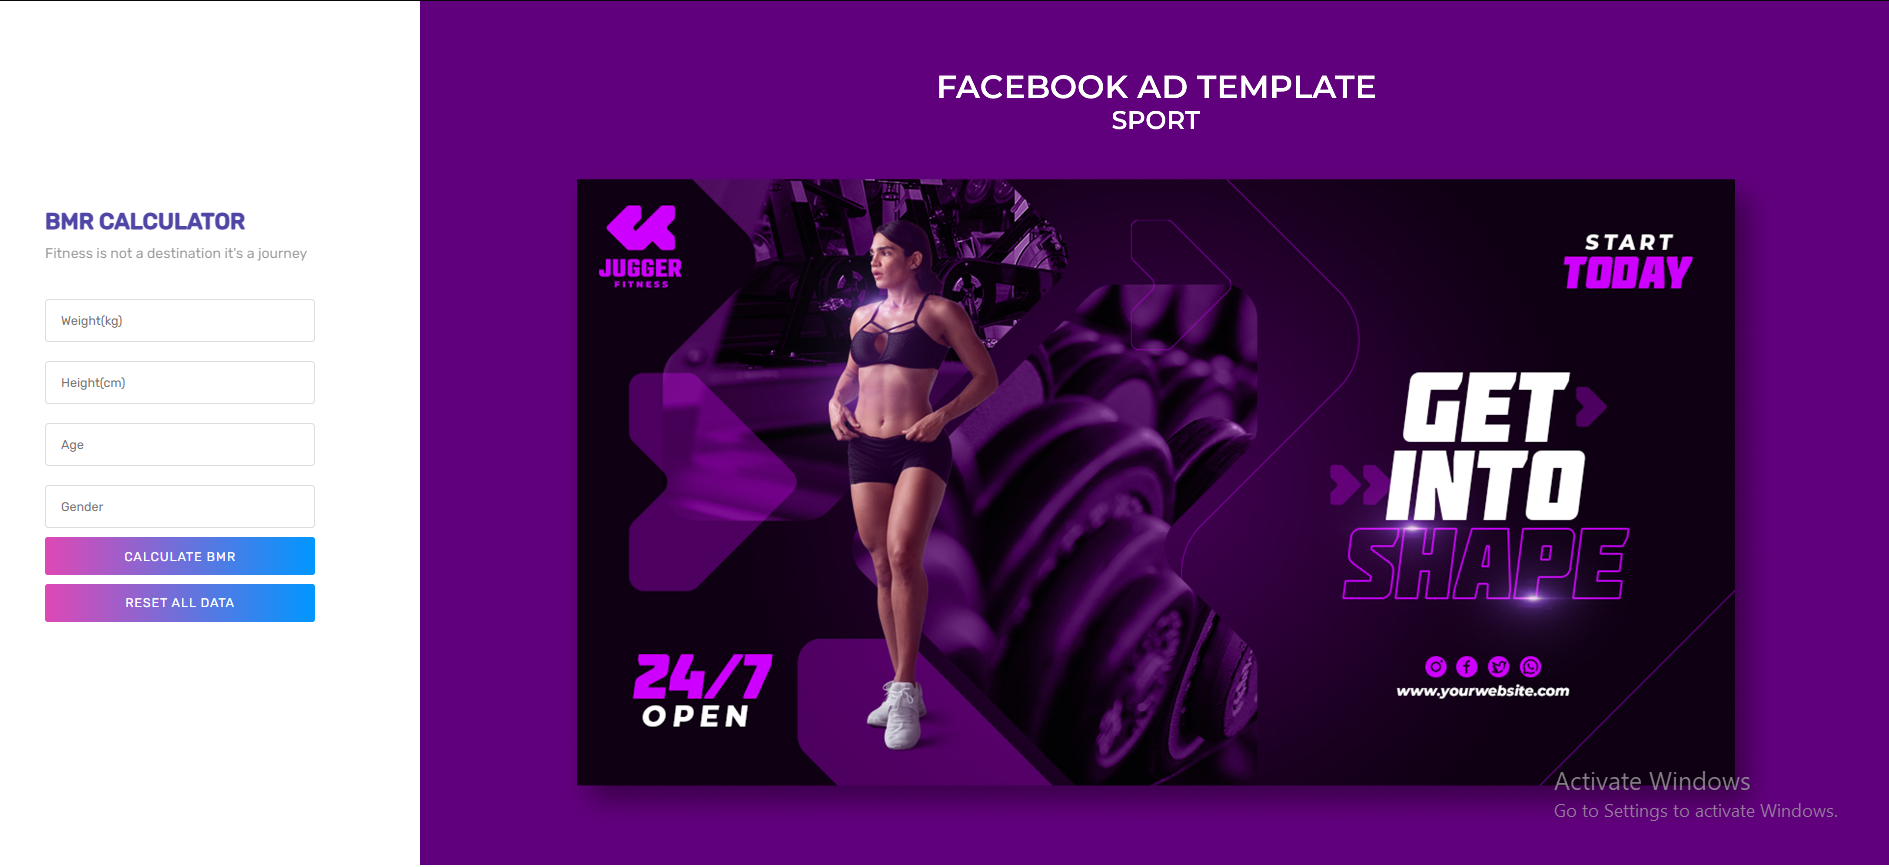 BMR CALCULATOR
Fitness is not a destination it's a journey
Weight(kg)
Height(cm)
Age
Gender
CALCULATE BMR
RESET ALL DATA
FACEBOOK AD TEMPLATE
SPORT
JUGGER
FITNESS
START
TODAY
GET
INTO
SHAPE
24/7
OPEN
www.yourwebsite.com
Activate Windows
Go to Settings to activate Windows.